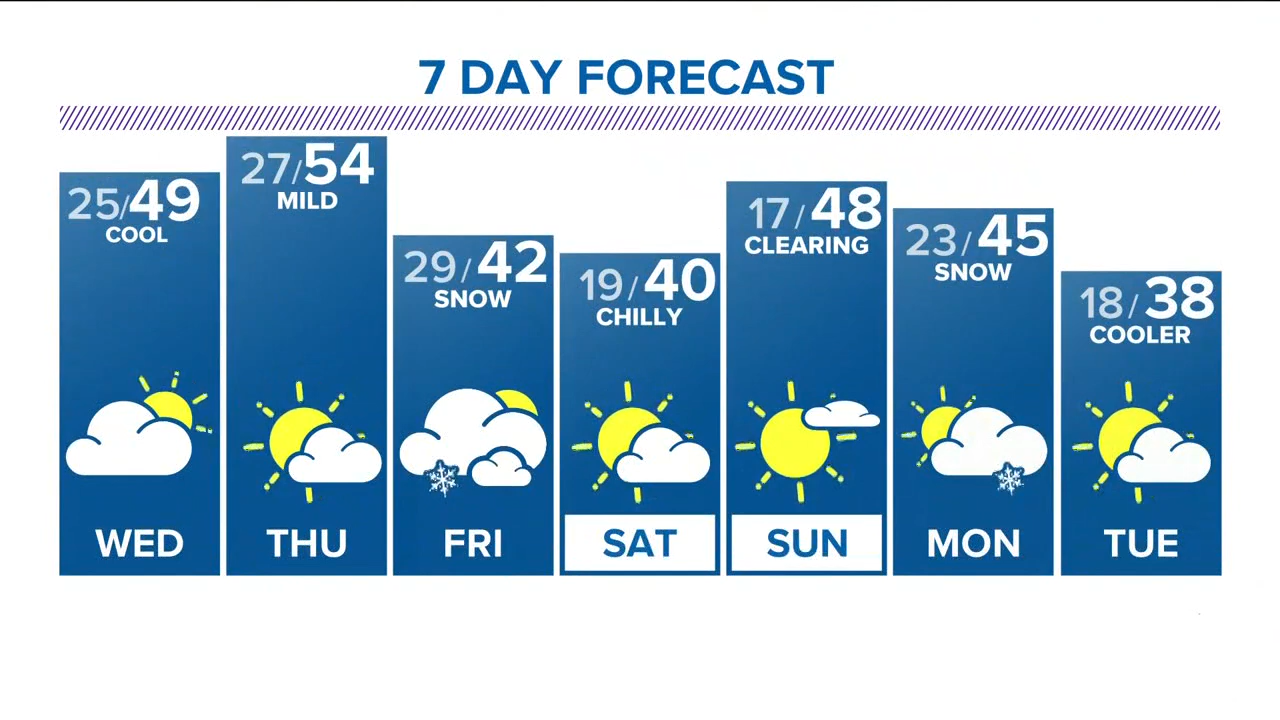 7 DAY FORECAST
25/49
COOL
WED
27/54
MILD
THU
29/42
SNOW
FRI
19/40
CHILLY
SAT
17/48
CLEARING
SUN
23/45
SNOW
MON
18/38
COOLER
TUE